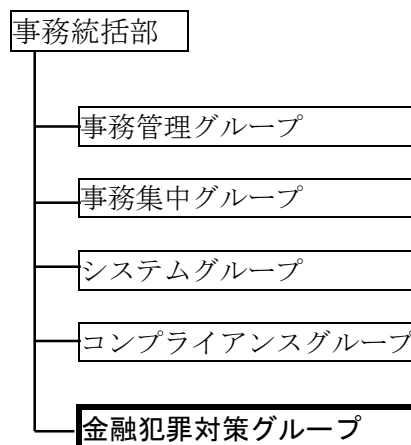 事務統括部
事務管理グループ
事務集中グループ
システムグループ
コンプライアンスグループ
金融犯罪対策グループ